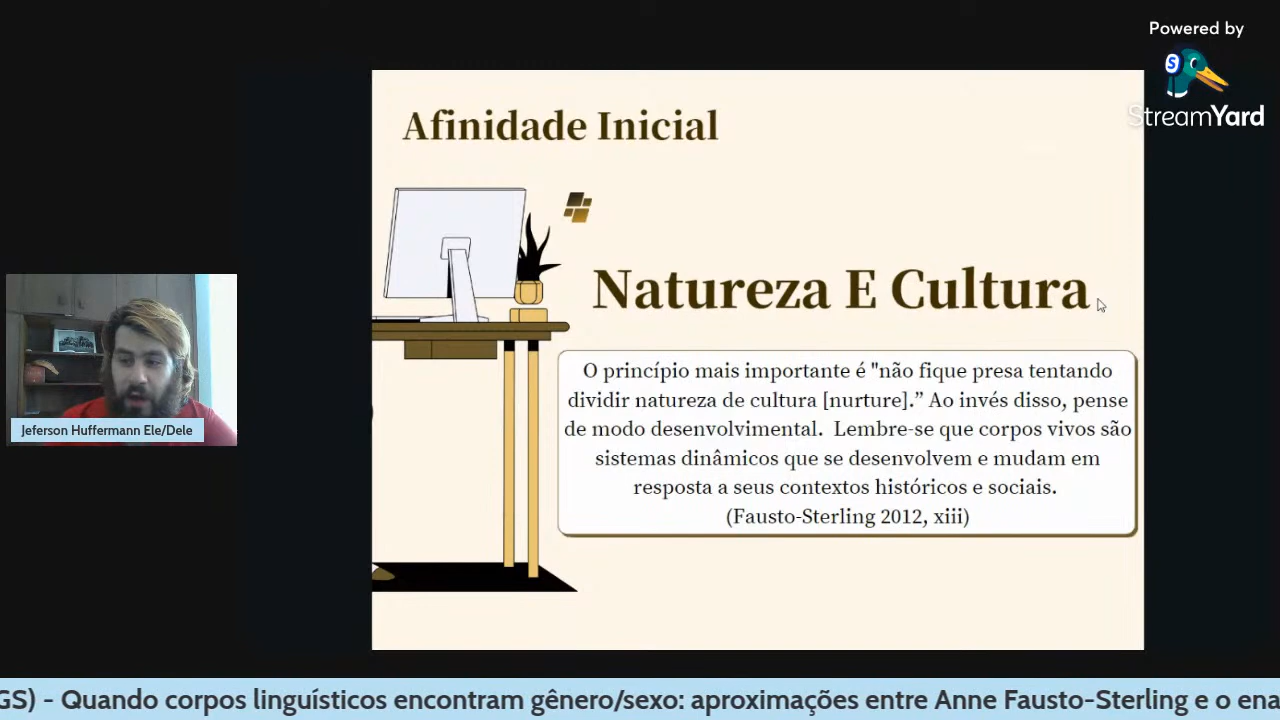 Powered by
StreamYard
Afinidade Inicial
Natureza E Cultura
O princípio mais importante é "não fique presa tentando
dividir natureza de cultura [nurture].” Ao invés disso, pense
de modo desenvolvimental. Lembre-se que corpos vivos são
sistemas dinâmicos que se desenvolvem e mudam em
resposta a seus contextos históricos e sociais.
(Fausto-Sterling 2012, xiii)
Jeferson Huffermann Ele/Dele
GS) - Quando corpos linguísticos encontram gênero/sexo: aproximações entre Anne Fausto-Sterling e o ena